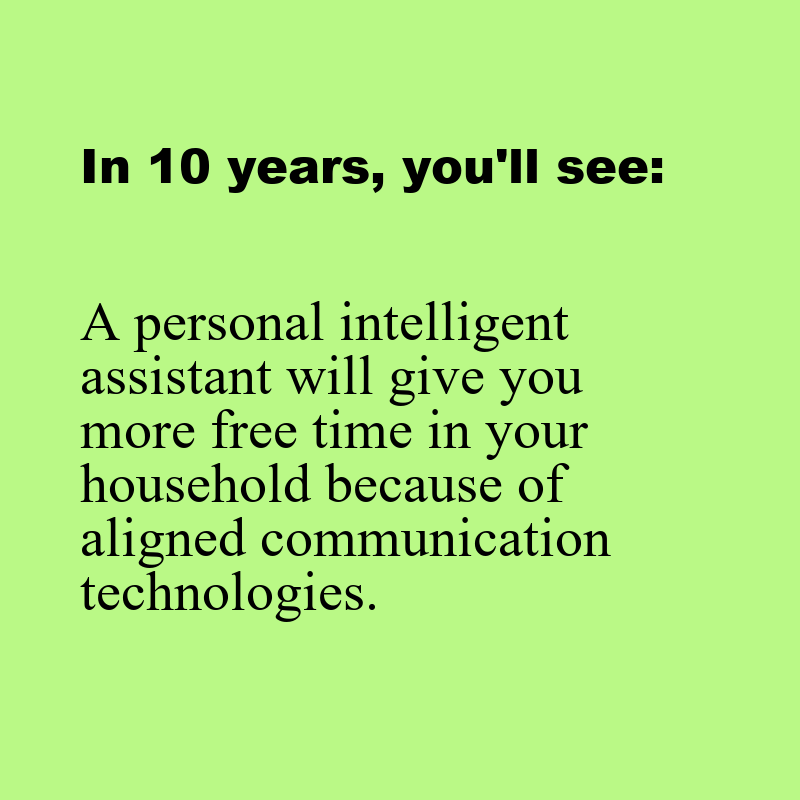 In 10 years, you'll see:
A personal intelligent
assistant will give you
more free time in your
household because of
aligned communication
technologies.